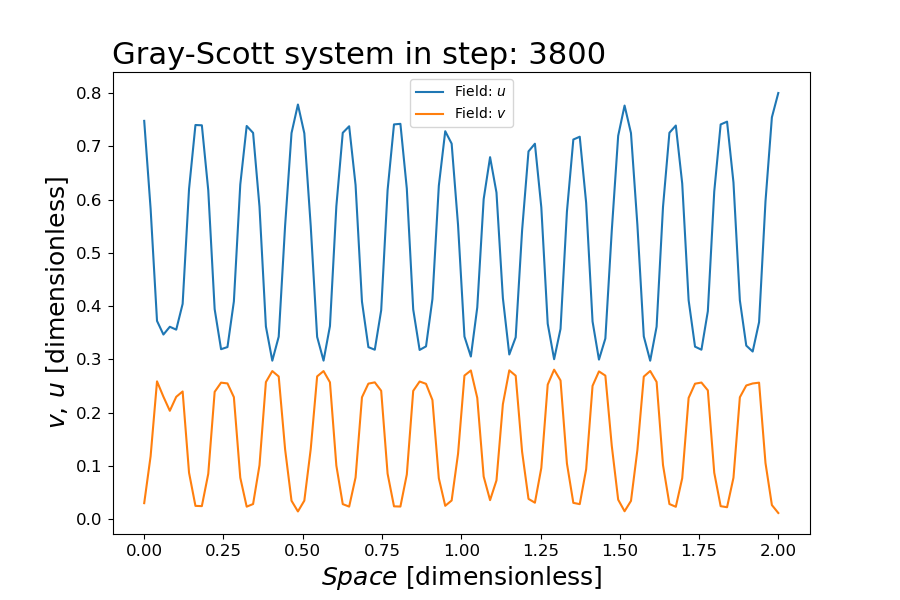 Gray-Scott system in step: 3800
Field: u
Field: v
v, u [dimensionless]
0.8
0.7
0.6
0.5
0.4
0.3
0.2
0.1
0.0
0.00 0.25 0.50 0.75 1.00 1.25 1.50 1.75 2.00
Space [dimensionless]